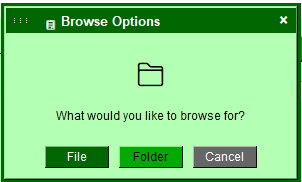 Browse Options
What would you like to browse for?
File Folder Cancel